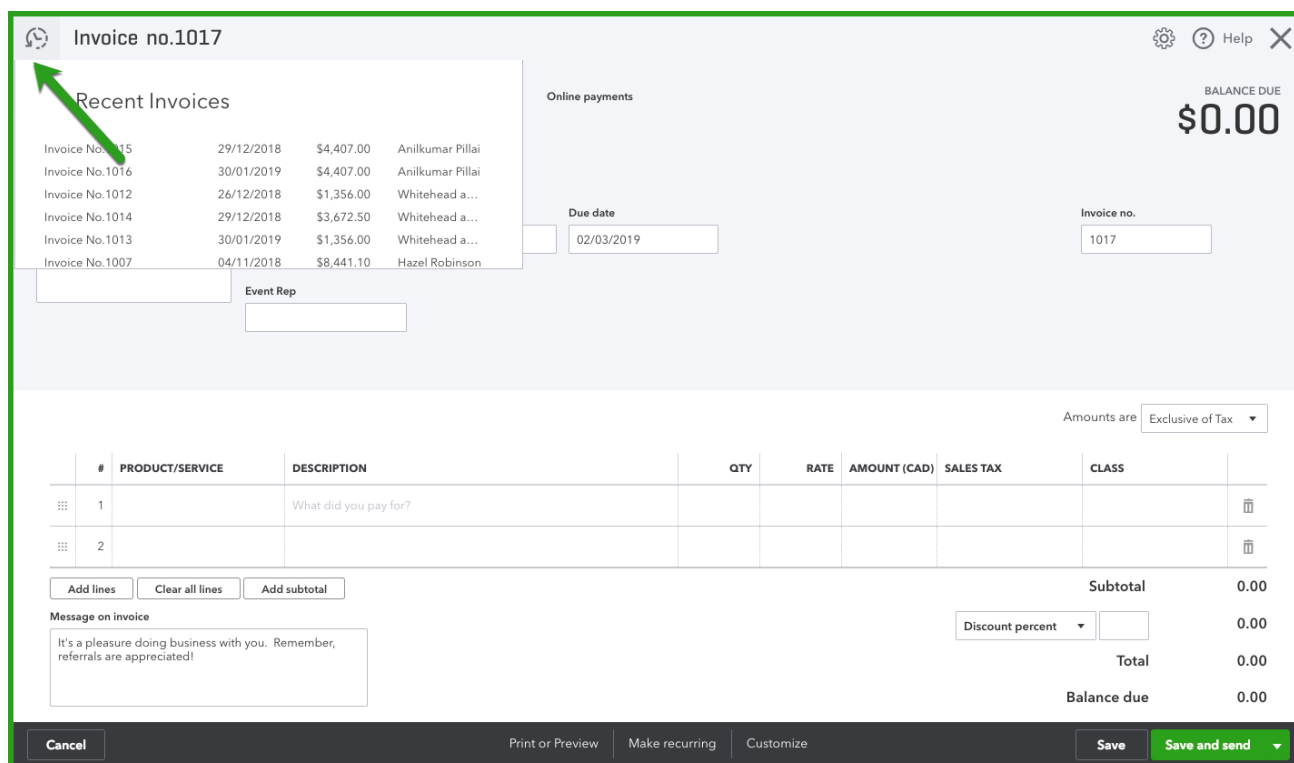 Invoice no.1017
Help
Recent Invoices
Online payments
BALANCE DUE
$0.00
Invoice No. 15 29/12/2018 $4,407.00 Anilkumar Pillai
Invoice No.1016 30/01/2019 $4,407.00 Anilkumar Pillai
Invoice No.1012 26/12/2018 $1,356.00 Whitehead a...
Invoice No.1014 29/12/2018 $3,672.50 Whitehead a...
Invoice No.1013 30/01/2019 $1,356.00 Whitehead a...
Invoice No.1007 04/11/2018 $8,441.10 Hazel Robinson
Due date
02/03/2019
Invoice no.
1017
Event Rep
Amounts are Exclusive of Tax
# PRODUCT/SERVICE DESCRIPTION QTY RATE AMOUNT (CAD) SALES TAX CLASS
1 What did you pay for?
2
Add lines Clear all lines Add subtotal
Subtotal 0.00
Message on invoice
It's a pleasure doing business with you. Remember,
referrals are appreciated!
Discount percent 0.00
Total 0.00
Balance due 0.00
Cancel Print or Preview Make recurring Customize Save Save and send